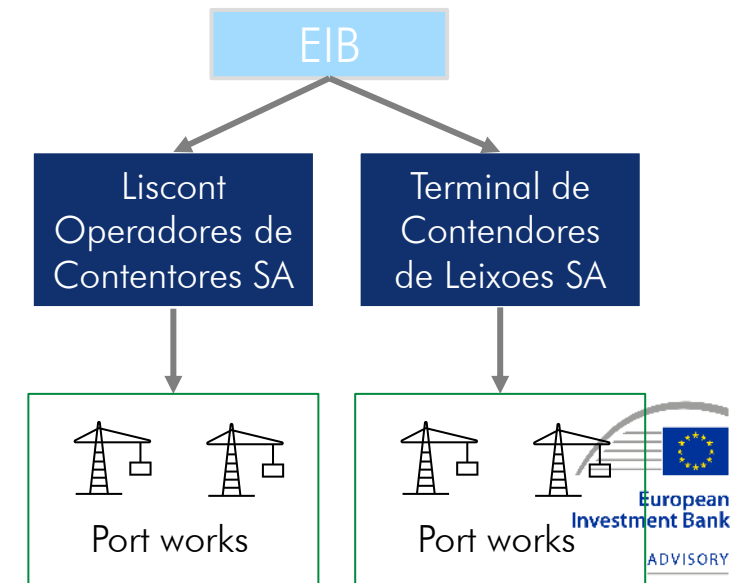 EIB
Liscont
Operadores de
Contentores SA
Terminal de
Contendores
de Leixoes SA
Port works
Port works
European
Investment Bank
ADVISORY